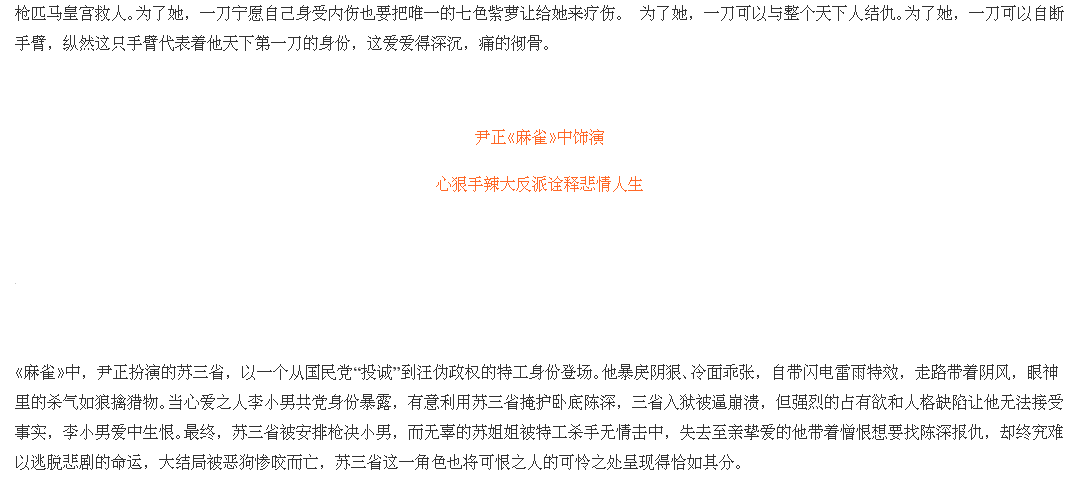 枪匹马皇宫救人。为了她，一刀宁愿自己身受内伤也要把唯一的七色紫萝让给她来疗伤。 为了她，一刀可以与整个天下人结仇。为了她，一刀可以自断
手臂，纵然这只手臂代表着他天下第一刀的身份，这爱爱得深沉，痛的彻骨。
尹正《麻雀》中饰演
心狠手辣大反派诠释悲情人生
《麻雀》中，尹正扮演的苏三省，以一个从国民党“投诚”到汪伪政权的特工身份登场。他暴戾阴狠、冷面乖张，自带闪电雷雨特效，走路带着阴风，眼神
里的杀气如狼擒猎物。当心爱之人李小男共党身份暴露，有意利用苏三省掩护卧底陈深，三省入狱被逼崩溃，但强烈的占有欲和人格缺陷让他无法接受
事实，李小男爱中生恨。最终，苏三省被安排枪决小男，而无辜的苏姐姐被特工杀手无情击中，失去至亲挚爱的他带着憎恨想要找陈深报仇，却终究难
以逃脱悲剧的命运，大结局被恶狗惨咬而亡，苏三省这一角色也将可恨之人的可怜之处呈现得恰如其分。